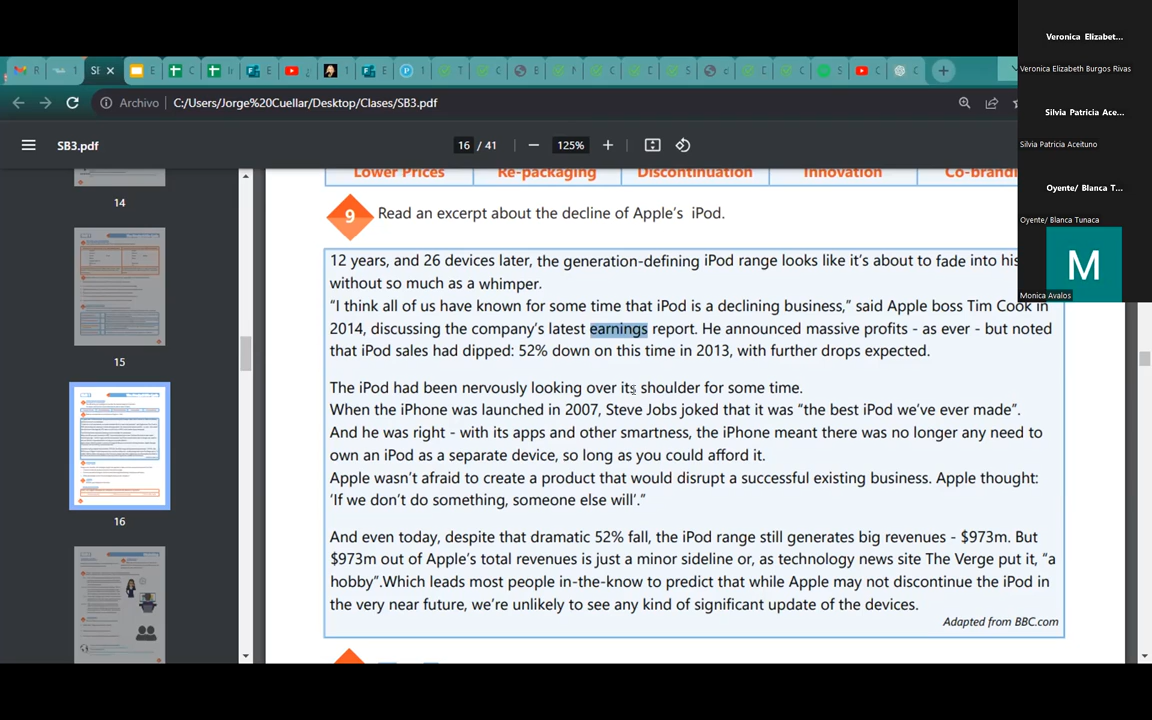 Veronica Elizabet...
Veronica Elizabeth Burgos Rivas
Silvia Patricia Ace...
Silvia Patricia Aceituno
Oyente/ Blanca T...
Oyente/ Blanca Tunaca
M
Monica Avalos
Archivo C:/Users/Jorge%20Cuellar/Desktop/Clases/SB3.pdf
SB3.pdf
16 / 41
125%
14
15
16
Lower Prices Re-packaging Discontinuation Innovation Co-brandi
9 Read an excerpt about the decline of Apple's iPod.
12 years, and 26 devices later, the generation-defining iPod range looks like it's about to fade into his
without so much as a whimper.
“I think all of us have known for some time that iPod is a declining business,” said Apple boss Tim Cook in
2014, discussing the company's latest earnings report. He announced massive profits - as ever - but noted
that iPod sales had dipped: 52% down on this time in 2013, with further drops expected.
The iPod had been nervously looking over its shoulder for some time.
When the iPhone was launched in 2007, Steve Jobs joked that it was “the best iPod we've ever made”.
And he was right - with its apps and other smartness, the iPhone meant there was no longer any need to
own an iPod as a separate device, so long as you could afford it.
Apple wasn't afraid to create a product that would disrupt a successful existing business. Apple thought:
‘If we don't do something, someone else will’.”
And even today, despite that dramatic 52% fall, the iPod range still generates big revenues - $973m. But
$973m out of Apple's total revenues is just a minor sideline or, as technology news site The Verge put it, “a
hobby”.Which leads most people in-the-know to predict that while Apple may not discontinue the iPod in
the very near future, we're unlikely to see any kind of significant update of the devices.
Adapted from BBC.com